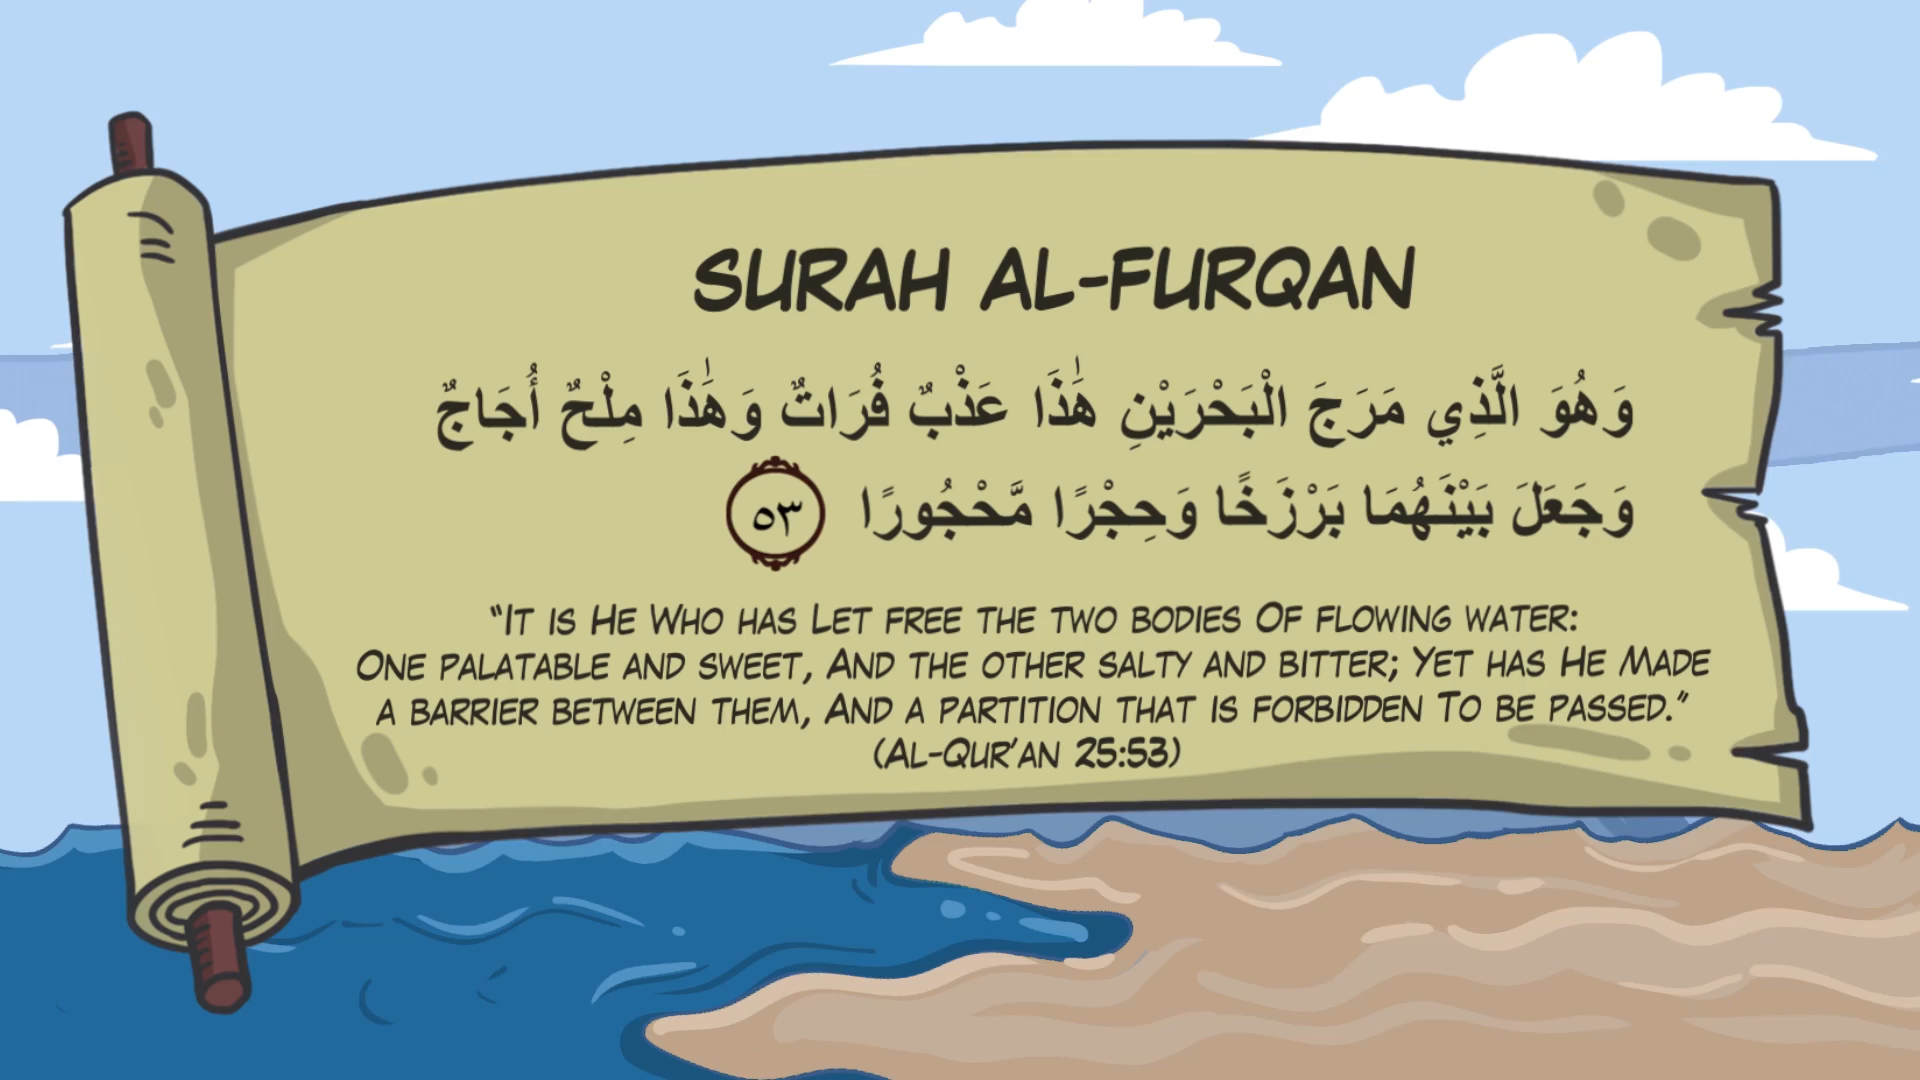 SURAH AL-FURQAN
وَهُوَ الَّذِي مَرَجَ الْبَحْرَيْنِ هَٰذَا عَذْبٌ فُرَاتٌ وَهَٰذَا مِلْحٌ أُجَاجٌ
وَجَعَلَ بَيْنَهُمَا بَرْزَخًا وَحِجْرًا مَّحْجُورًا ٥٣
“IT IS HE WHO HAS LET FREE THE TWO BODIES OF FLOWING WATER:
ONE PALATABLE AND SWEET, AND THE OTHER SALTY AND BITTER; YET HAS HE MADE
A BARRIER BETWEEN THEM, AND A PARTITION THAT IS FORBIDDEN TO BE PASSED.”
(AL-QUR’AN 25:53)